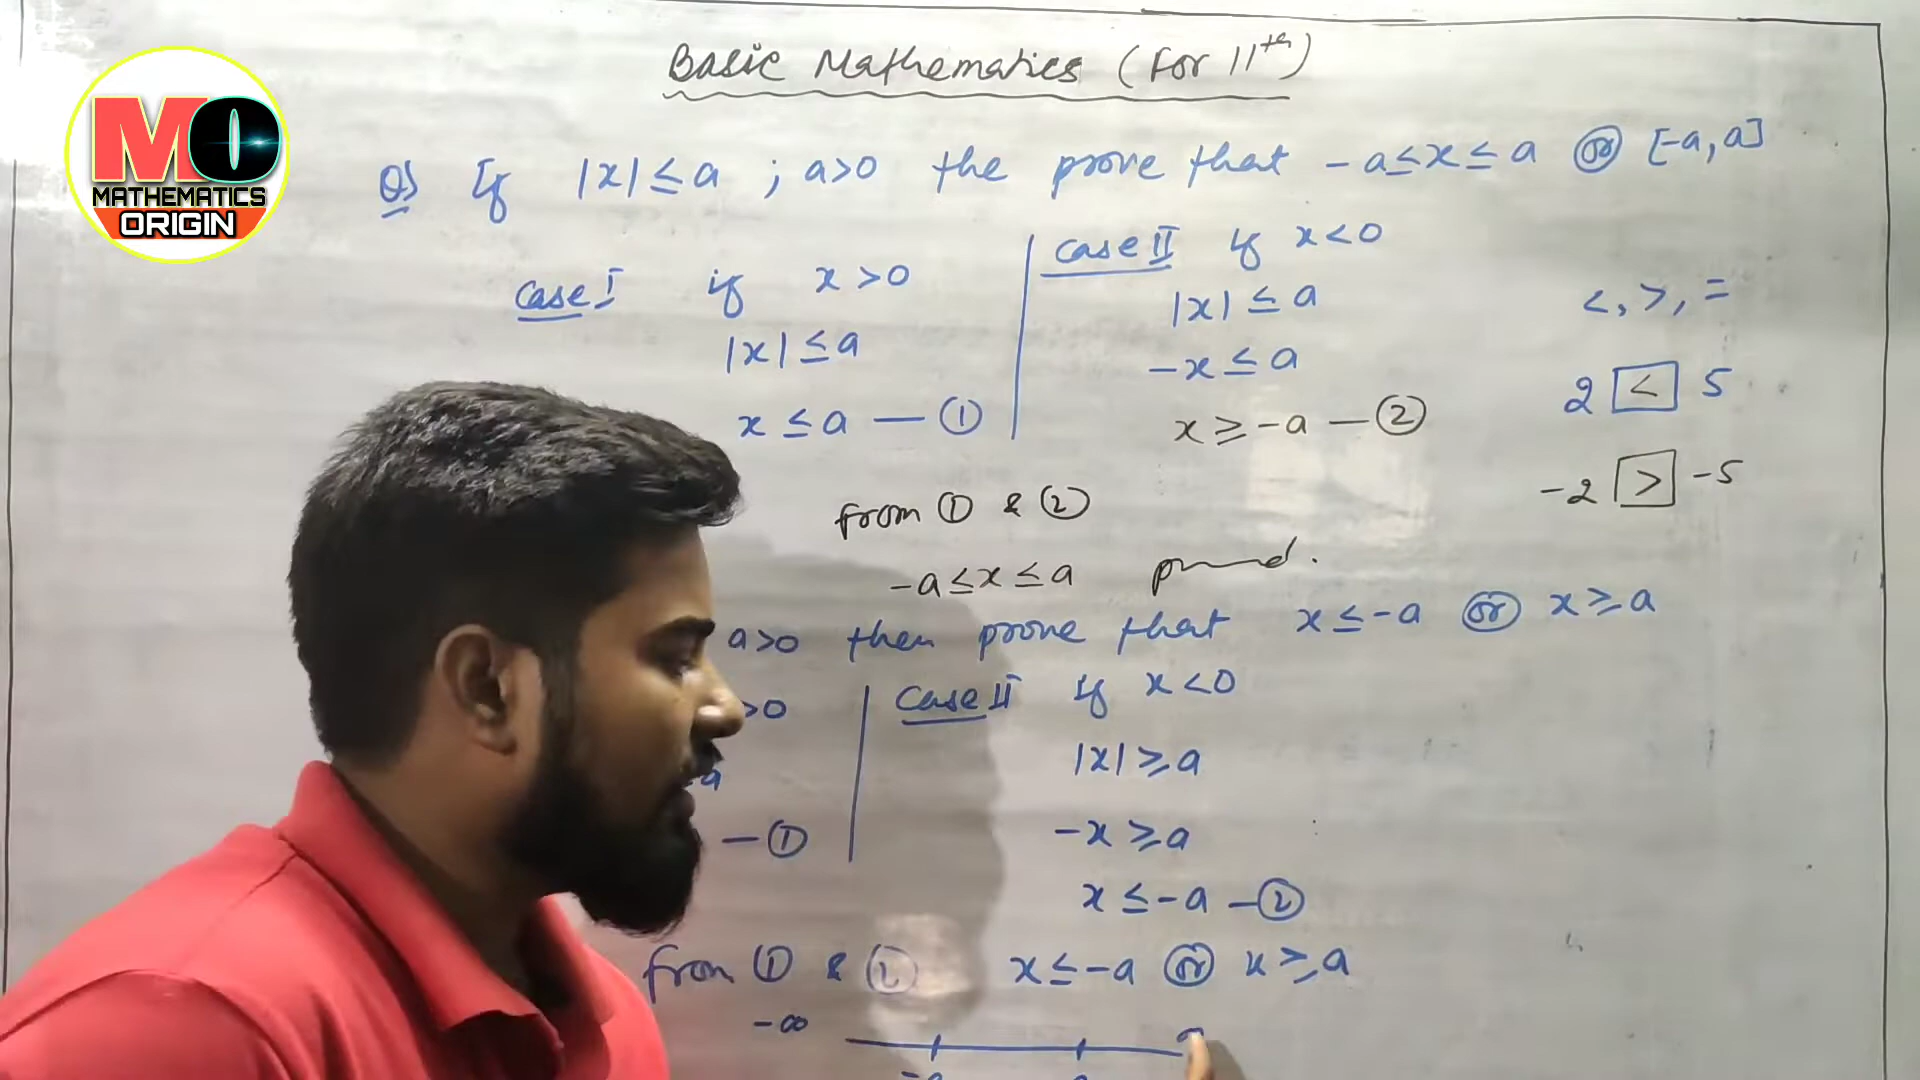 MO
MATHEMATICS
ORIGIN
Basic Mathematics (For 11th)
Q) If |x| ≤ a ; a>0 the prove that -a≤x≤a or [-a, a]
Case I if x >0
|x| ≤ a
x ≤ a — ①
Case II if x<0
|x| ≤ a
-x ≤ a
x ≥ -a — ②
<, >, =
2 < 5
-2 > -5
from ① & ②
-a≤x≤a proved.
a>0 then prove that x≤-a or x≥a
>0
a
— ①
Case II If x<0
|x| ≥ a
-x ≥ a
x ≤ -a — ②
from ① & ② x≤-a or x≥a
-∞
-a a